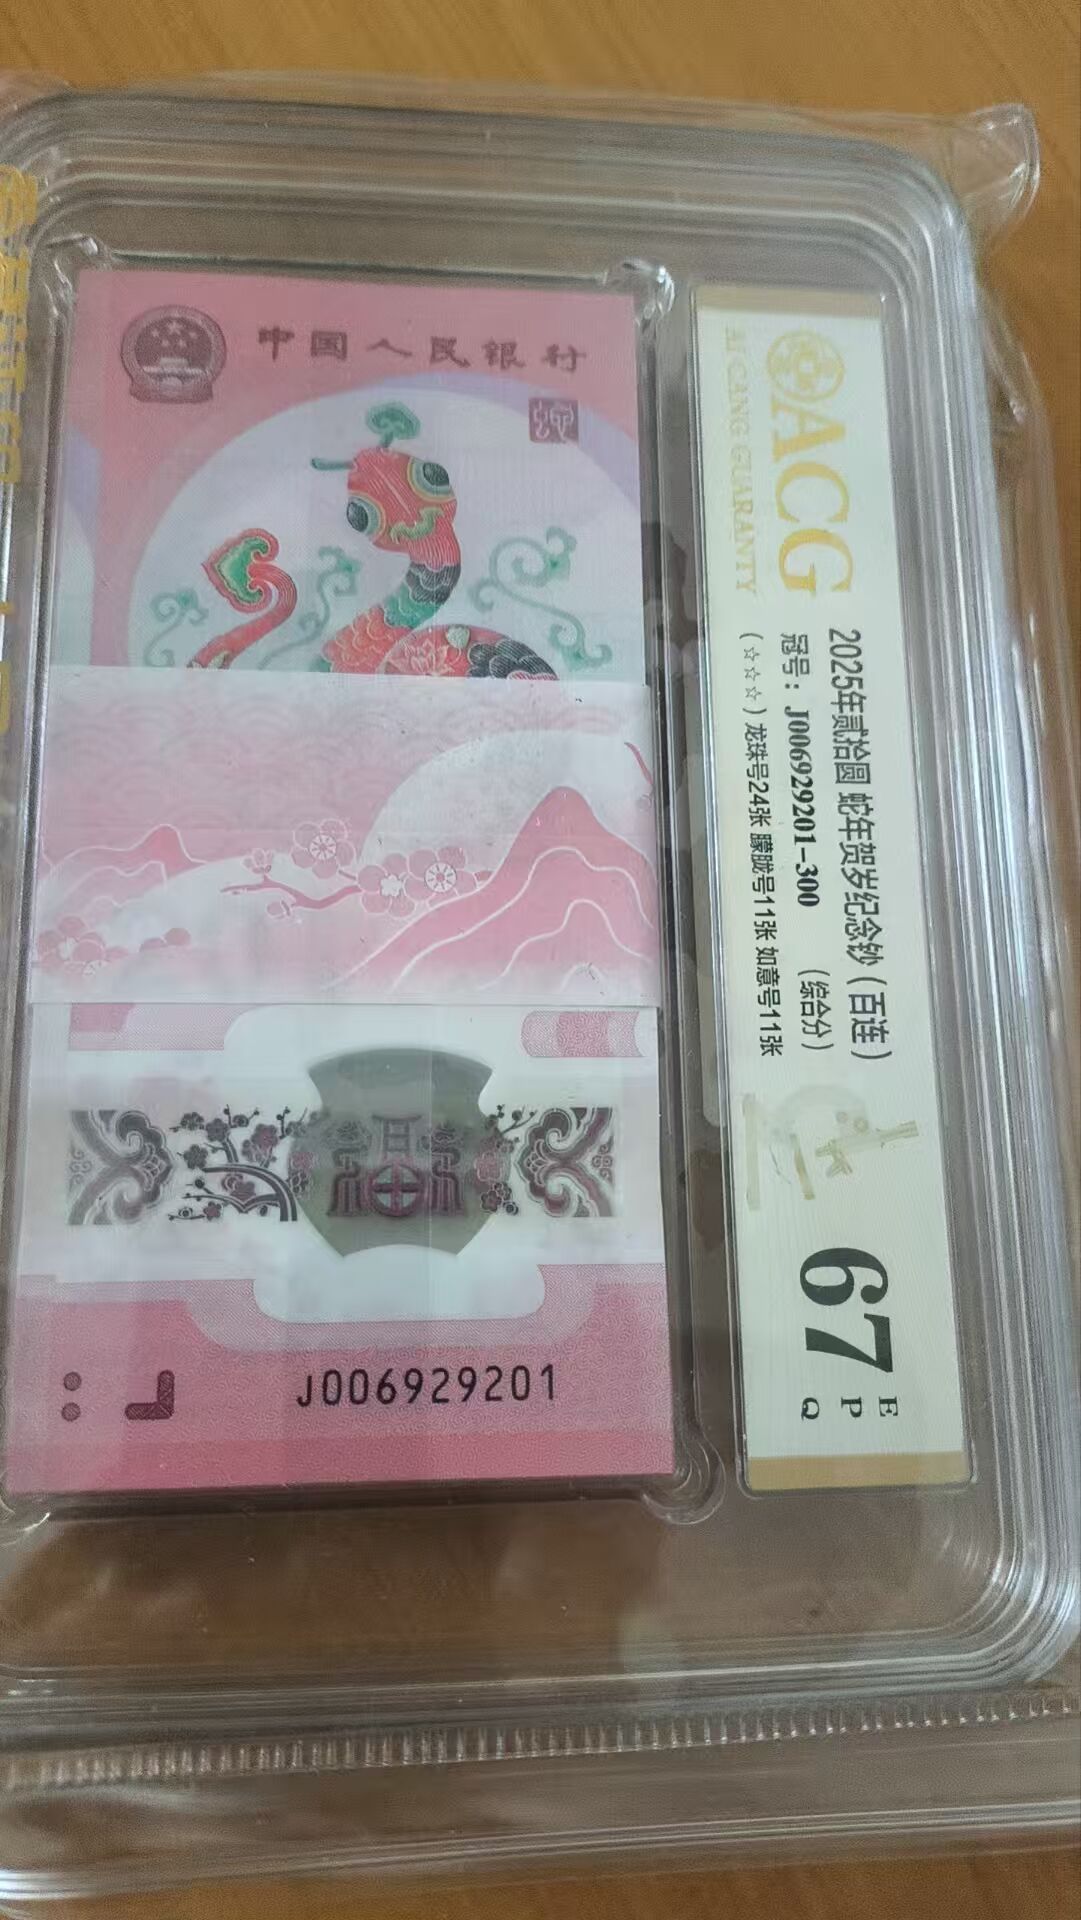 中国人民银行
J006929201
ACG
AI CANG GUARANTY
2025年贰拾圆 蛇年贺岁纪念钞（百连）
冠号：J006929201-300 （综合分）
（☆☆☆）龙珠号24张 朦胧号11张 如意号11张
67
E
P
Q